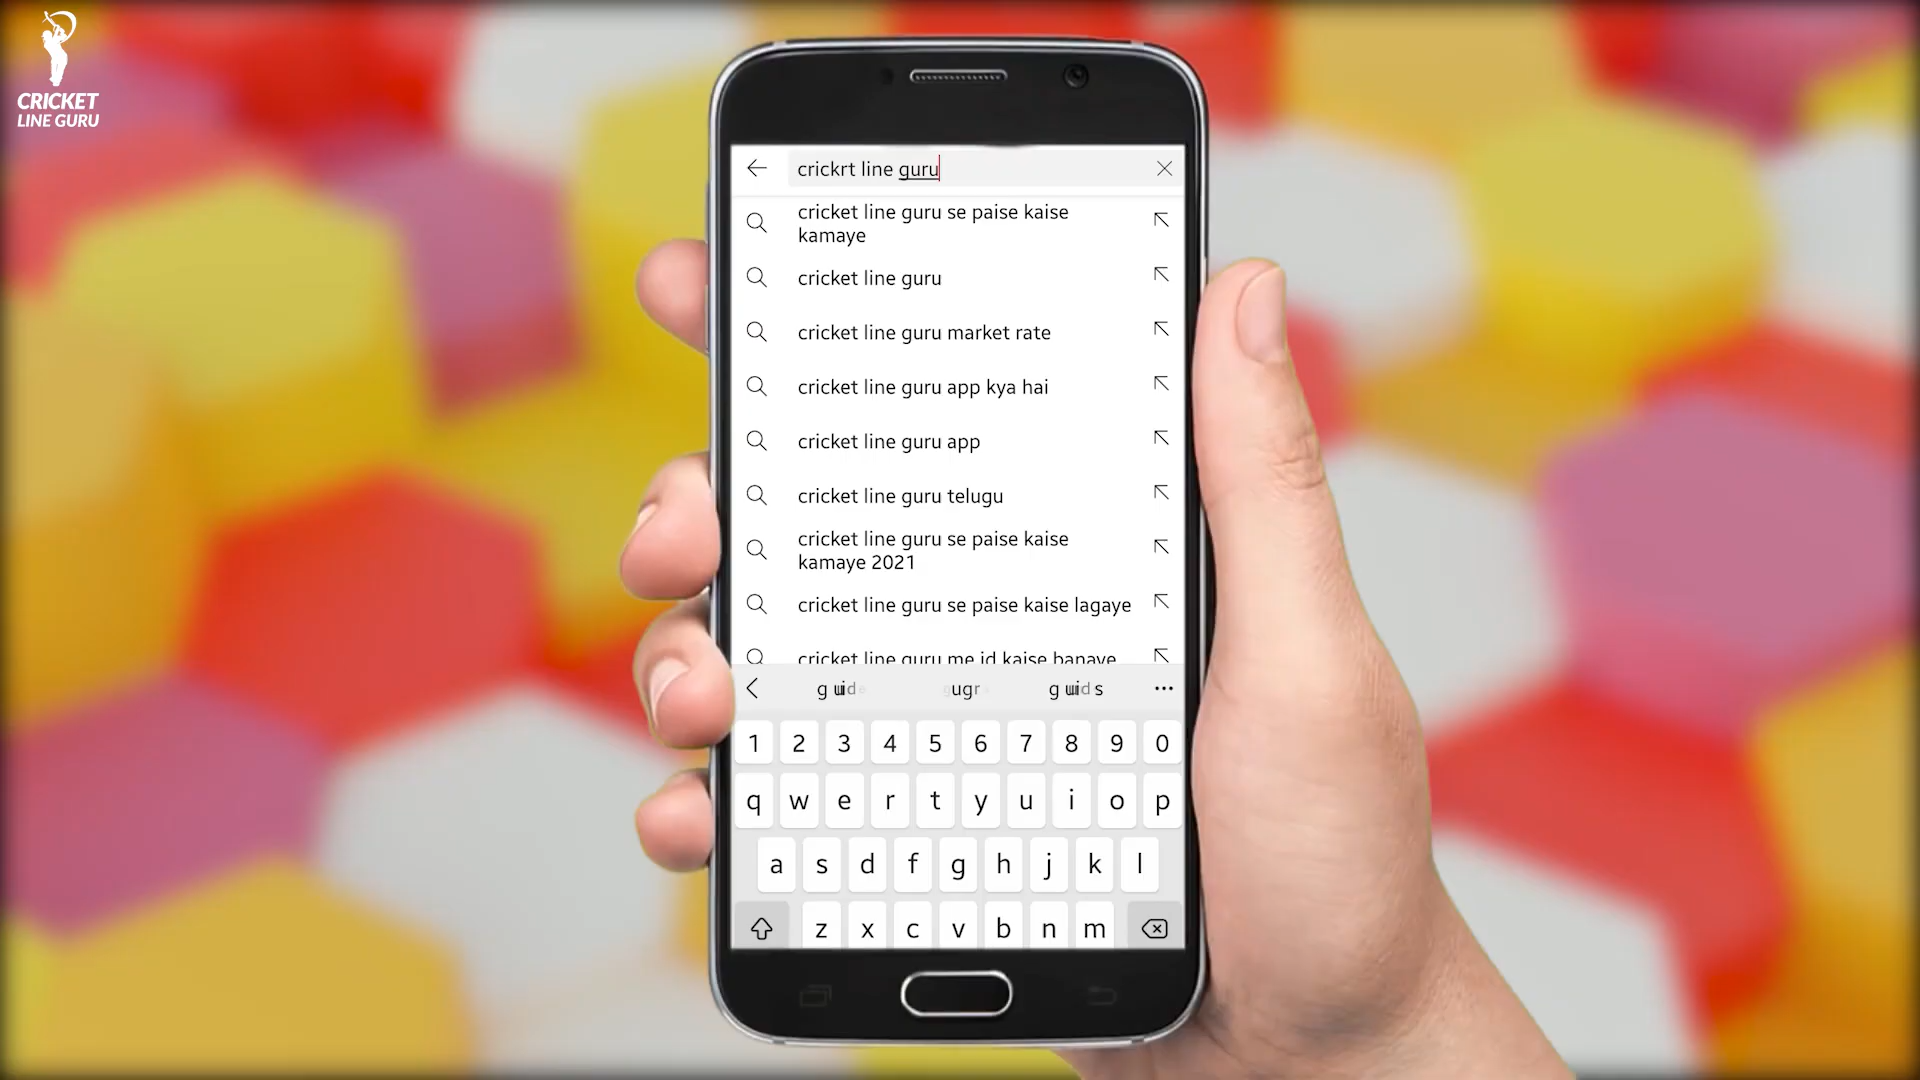 CRICKET
LINE GURU
crickrt line guru
cricket line guru se paise kaise
kamaye
cricket line guru
cricket line guru market rate
cricket line guru app kya hai
cricket line guru app
cricket line guru telugu
cricket line guru se paise kaise
kamaye 2021
cricket line guru se paise kaise lagaye
cricket line guru me id kaise banaye
1 2 3 4 5 6 7 8 9 0
q w e r t y u i o p
a s d f g h j k l
z x c v b n m